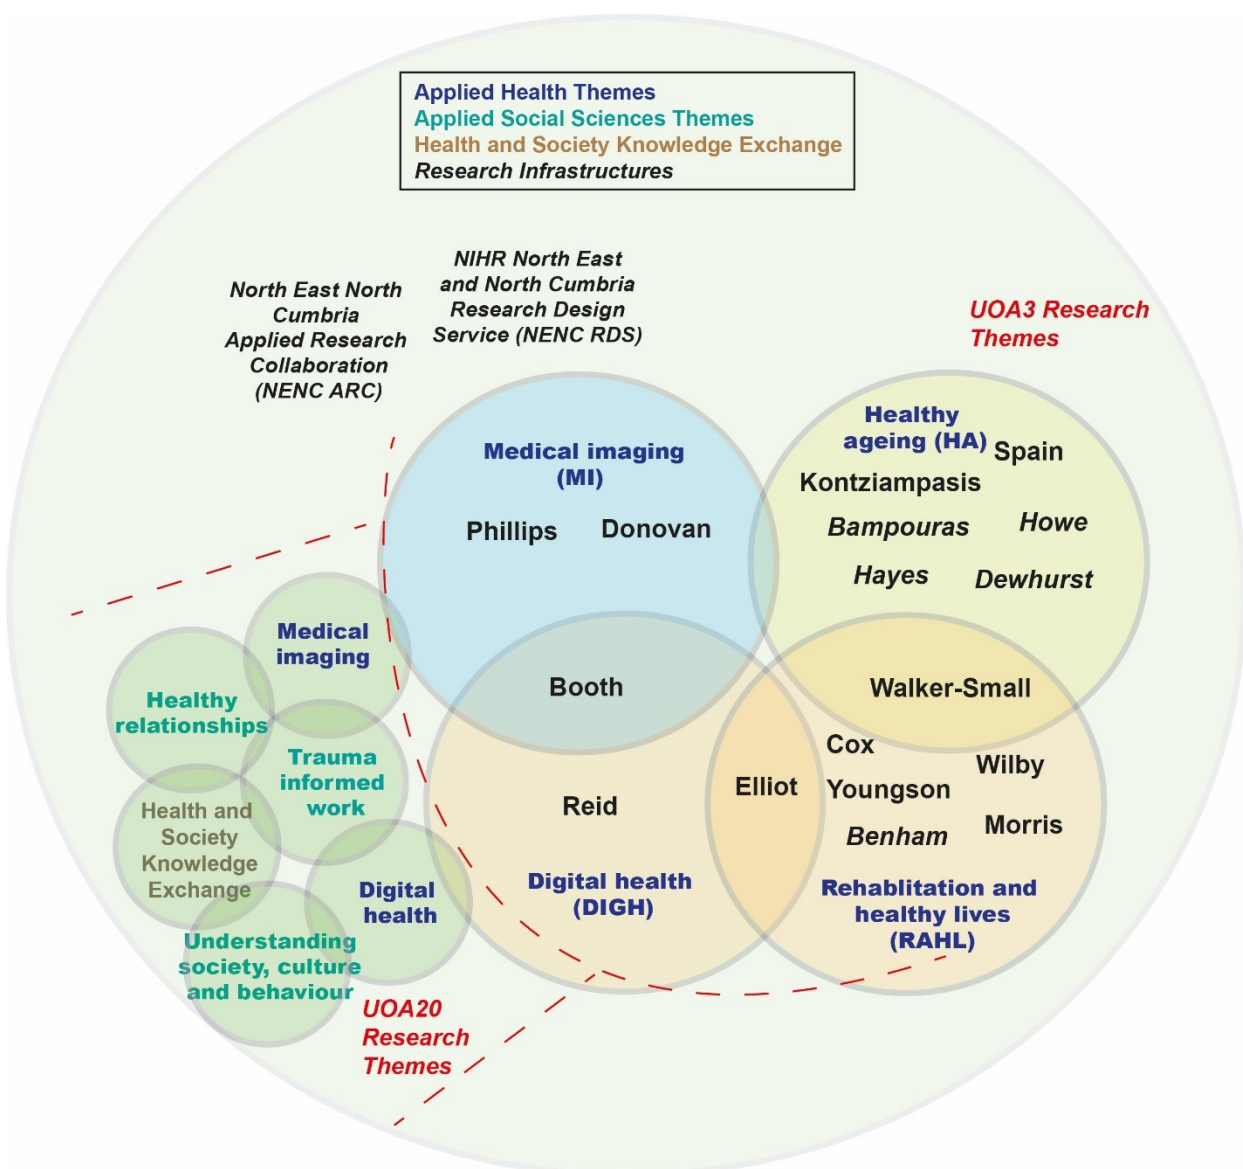 Applied Health Themes
Applied Social Sciences Themes
Health and Society Knowledge Exchange
Research Infrastructures
North East North
Cumbria
Applied Research
Collaboration
(NENC ARC)
NIHR North East
and North Cumbria
Research Design
Service (NENC RDS)
UOA3 Research
Themes
Medical imaging
(MI)
Phillips
Donovan
Healthy
ageing (HA)
Spain
Kontziampasis
Bampouras
Howe
Hayes
Dewhurst
Booth
Walker-Small
Reid
Digital health
(DIGH)
Elliot
Cox
Youngson
Wilby
Benham
Morris
Rehablitation and
healthy lives
(RAHL)
Medical
imaging
Healthy
relationships
Trauma
informed
work
Health and
Society
Knowledge
Exchange
Digital
health
Understanding
society, culture
and behaviour
UOA20
Research
Themes